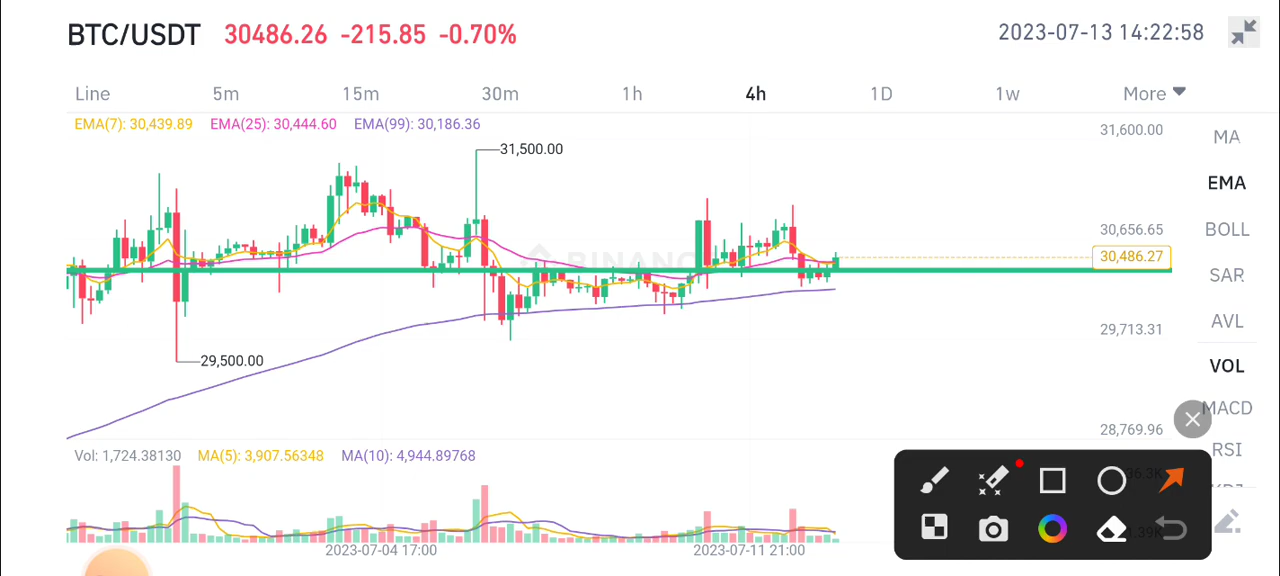 BTC/USDT 30486.26 -215.85 -0.70% 2023-07-13 14:22:58
Line 5m 15m 30m 1h 4h 1D 1w More
EMA(7): 30,439.89 EMA(25): 30,444.60 EMA(99): 30,186.36
31,600.00
MA
31,500.00
EMA
30,656.65
BOLL
30,486.27
BINANC
SAR
29,713.31
AVL
29,500.00
VOL
MACD
28,769.96
RSI
Vol: 1,724.38130 MA(5): 3,907.56348 MA(10): 4,944.89768
2023-07-04 17:00 2023-07-11 21:00